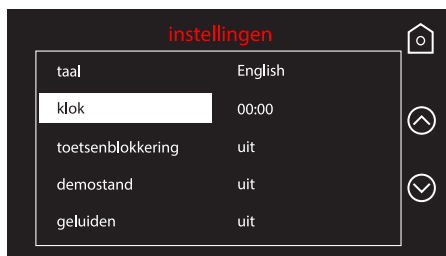 instellingen
taal English
klok 00:00
toetsenblokkering uit
demostand uit
geluiden uit